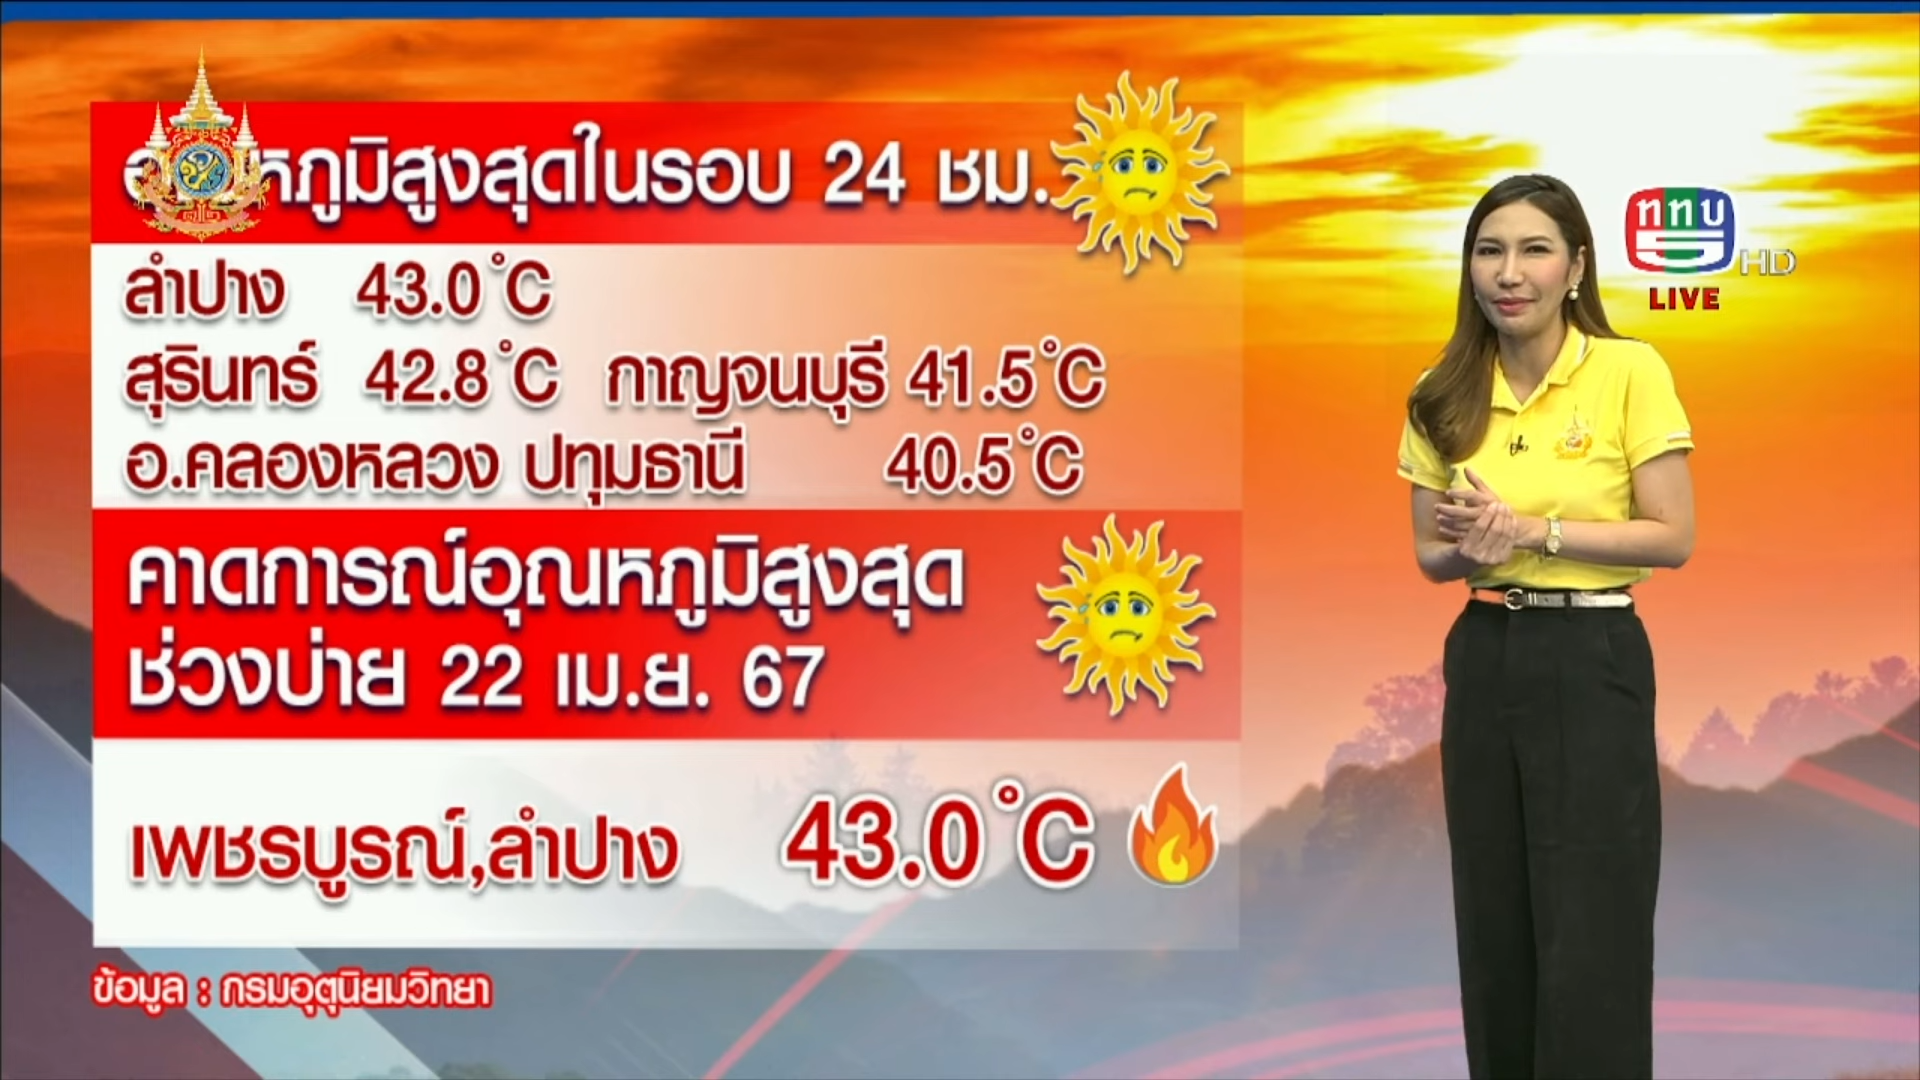 อุณหภูมิสูงสุดในรอบ 24 ชม.
ลำปาง 43.0 °C
สุรินทร์ 42.8 °C กาญจนบุรี 41.5 °C
อ.คลองหลวง ปทุมธานี 40.5 °C
คาดการณ์อุณหภูมิสูงสุด
ช่วงบ่าย 22 เม.ย. 67
เพชรบูรณ์,ลำปาง 43.0 °C
ข้อมูล : กรมอุตุนิยมวิทยา
ททบ
5 HD
LIVE